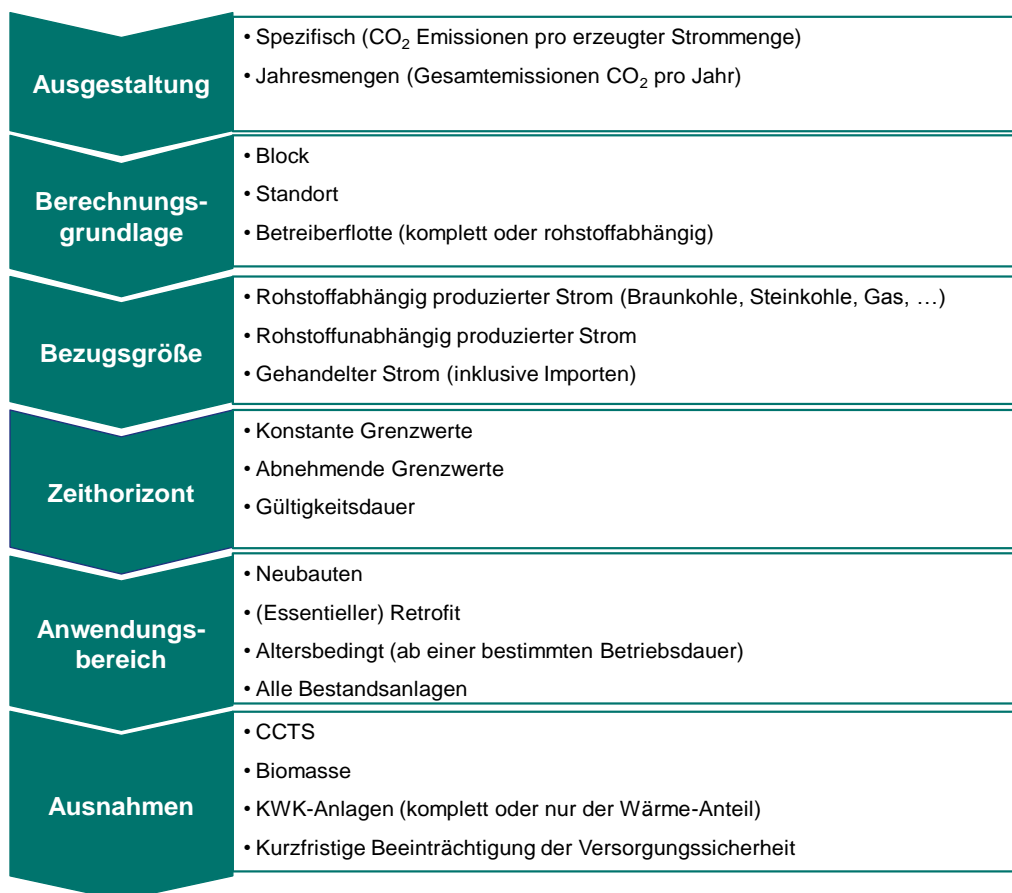 Ausgestaltung
• Spezifisch (CO₂ Emissionen pro erzeugter Strommenge)
• Jahresmengen (Gesamtemissionen CO₂ pro Jahr)
Berechnungs-
grundlage
• Block
• Standort
• Betreiberflotte (komplett oder rohstoffabhängig)
Bezugsgröße
• Rohstoffabhängig produzierter Strom (Braunkohle, Steinkohle, Gas, …)
• Rohstoffunabhängig produzierter Strom
• Gehandelter Strom (inklusive Importen)
Zeithorizont
• Konstante Grenzwerte
• Abnehmende Grenzwerte
• Gültigkeitsdauer
Anwendungs-
bereich
• Neubauten
• (Essentieller) Retrofit
• Altersbedingt (ab einer bestimmten Betriebsdauer)
• Alle Bestandsanlagen
Ausnahmen
• CCTS
• Biomasse
• KWK-Anlagen (komplett oder nur der Wärme-Anteil)
• Kurzfristige Beeinträchtigung der Versorgungssicherheit